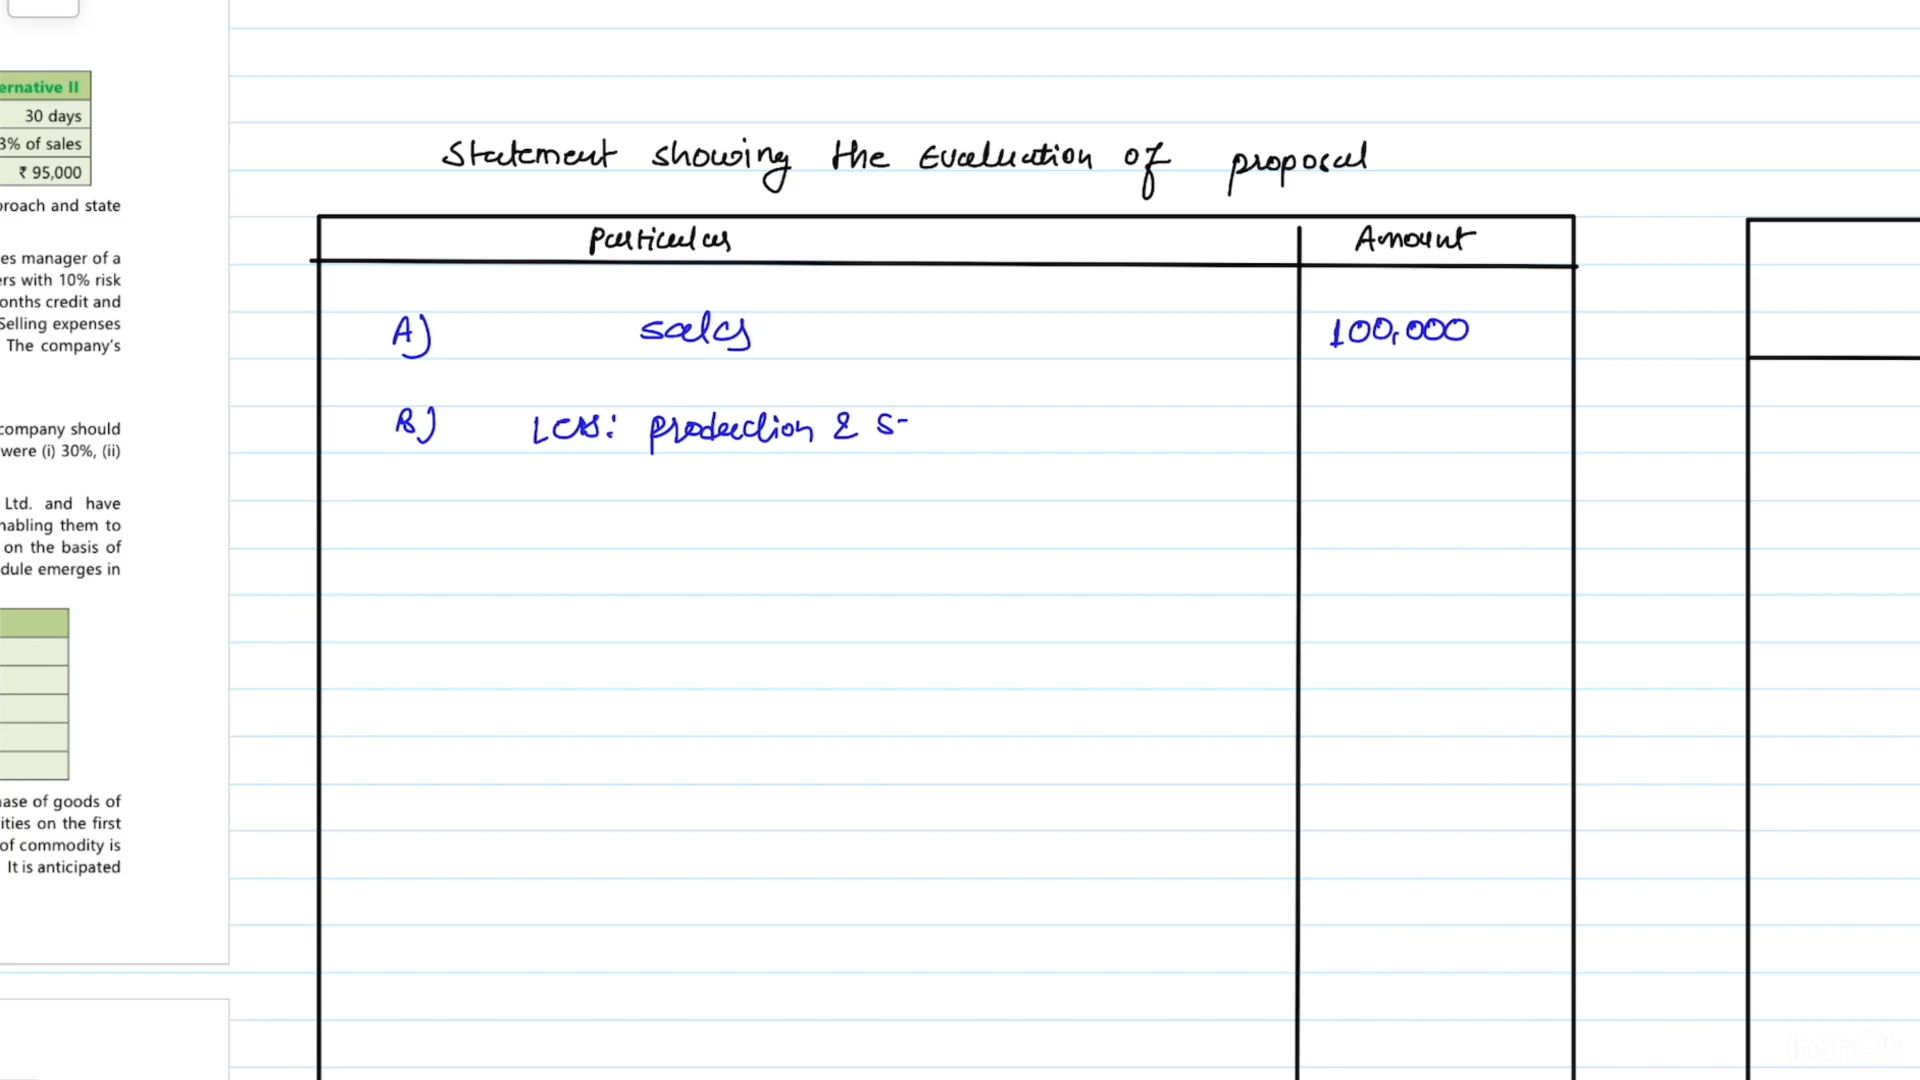 ernative II
30 days
3% of sales
₹ 95,000
roach and state
es manager of a
ers with 10% risk
onths credit and
Selling expenses
The company's
company should
were (i) 30%, (ii)
Ltd. and have
nabling them to
on the basis of
dule emerges in
ase of goods of
ities on the first
of commodity is
It is anticipated
Statement showing the Evaluation of proposal
Particulars Amount
A) Sales 100,000
B) Less: production & s